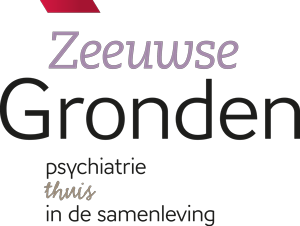 Zeeuwse
Gronden
psychiatrie
thuis
in de samenleving